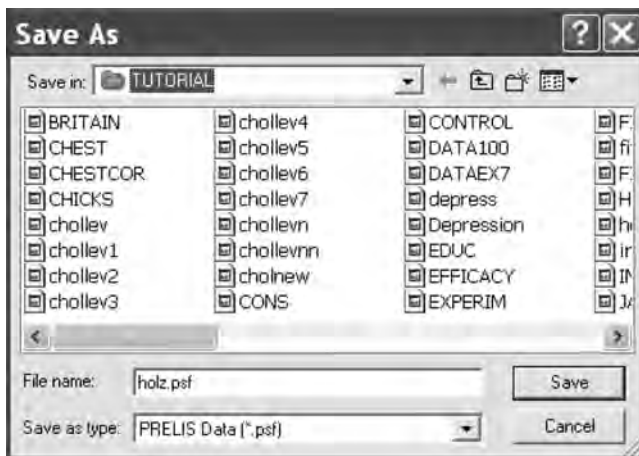 Save As
Save in: TUTORIAL
BRITAIN chollev4 CONTROL
CHEST chollev5 DATA100
CHESTCOR chollev6 DATAEX7
CHICKS chollev7 depress
chollev chollevn Depression
chollev1 chollevnn EDUC
chollev2 cholnew EFFICACY
chollev3 CONS EXPERIM
File name: holz.psf Save
Save as type: PRELIS Data (*.psf) Cancel